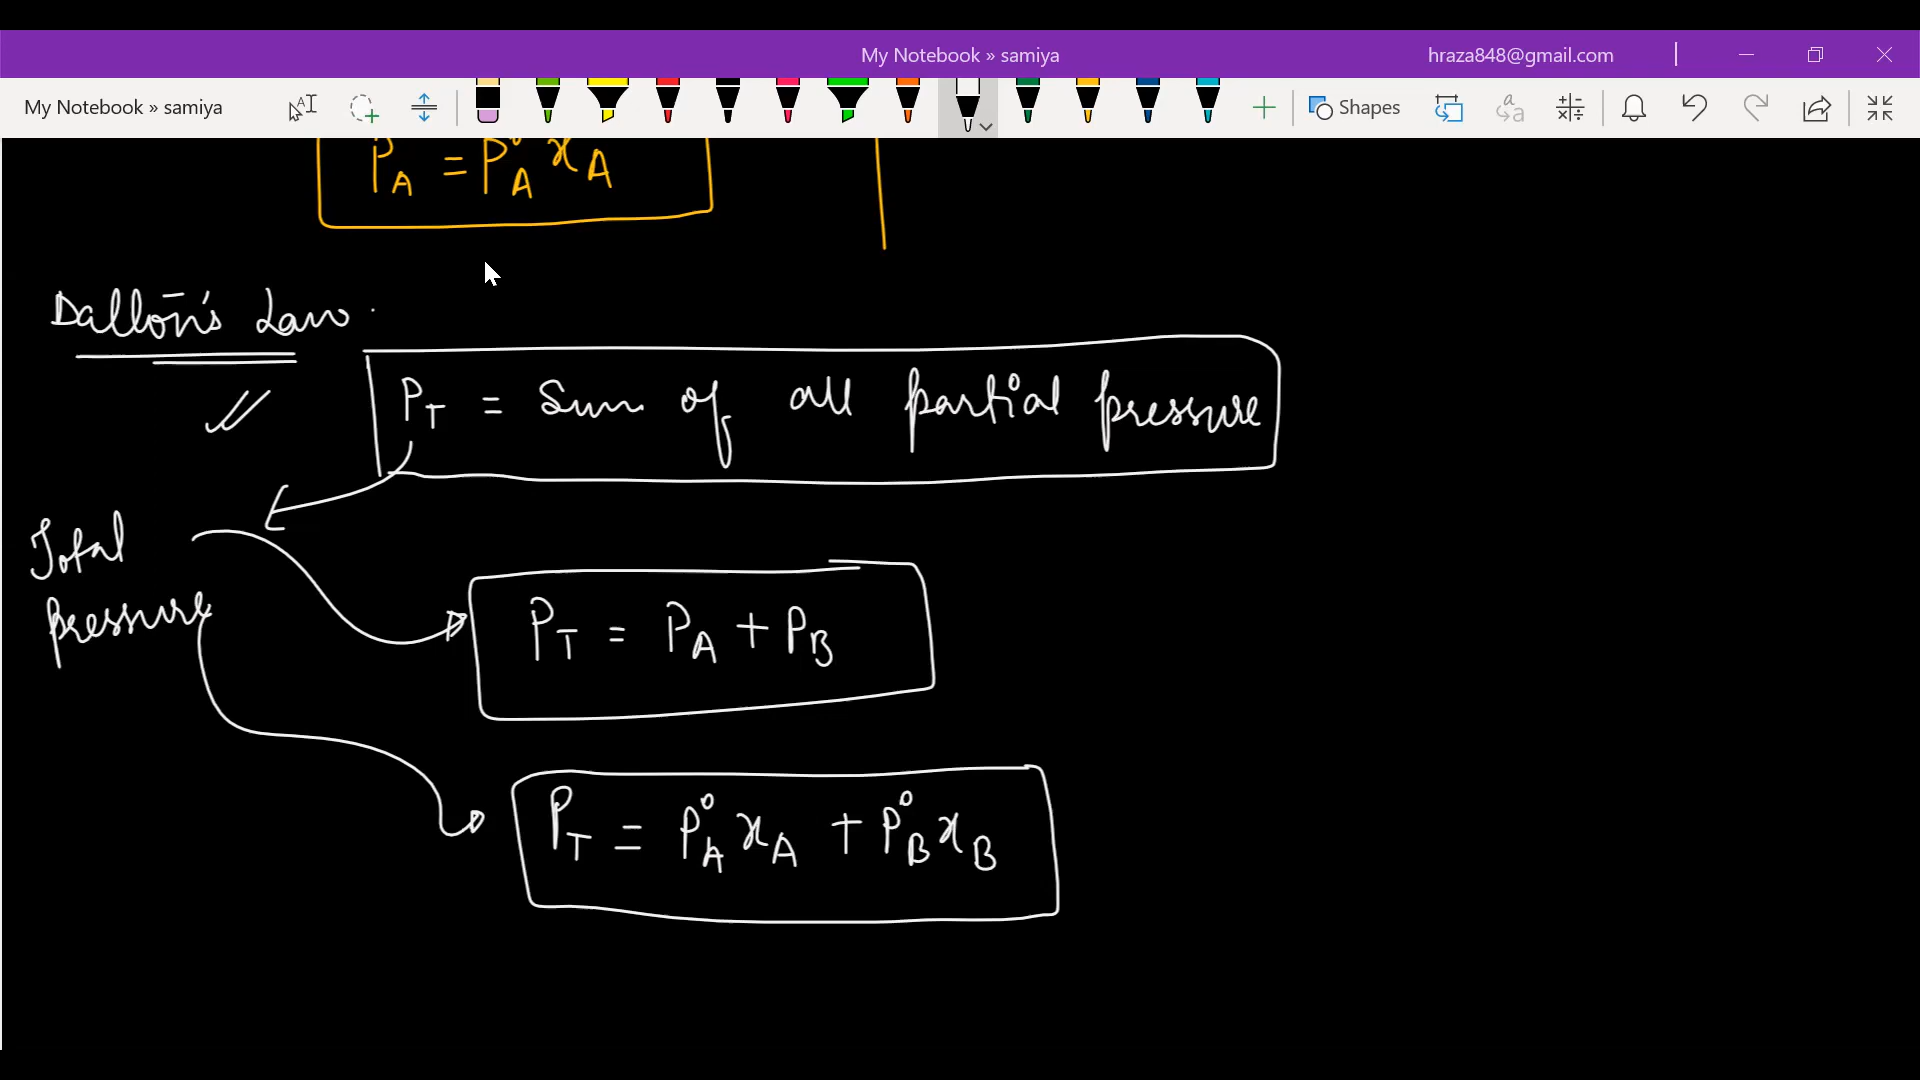 My Notebook » samiya
hraza848@gmail.com
My Notebook » samiya
Shapes
P_A = P°_A x_A
Dalton's Law
P_T = Sum of all partial pressure
Total
pressure
P_T = P_A + P_B
P_T = P°_A x_A + P°_B x_B